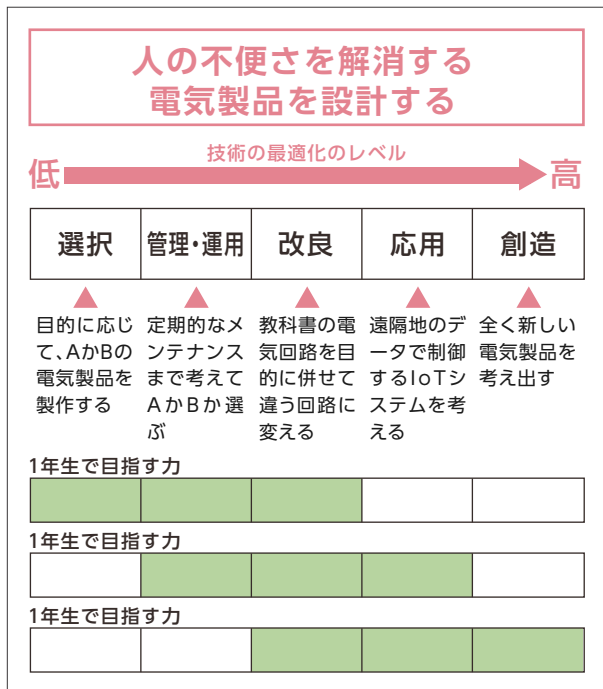 人の不便さを解消する
電気製品を設計する
技術の最適化のレベル
低
高
選択
管理・運用
改良
応用
創造
目的に応じ
て、AかBの
電気製品を
製作する
定期的なメ
ンテナンス
まで考えて
AかBか選
ぶ
教科書の電
気回路を目
的に併せて
違う回路に
変える
遠隔地のデ
ータで制御
するIoTシ
ステムを考
える
全く新しい
電気製品を
考え出す
1年生で目指す力
1年生で目指す力
1年生で目指す力